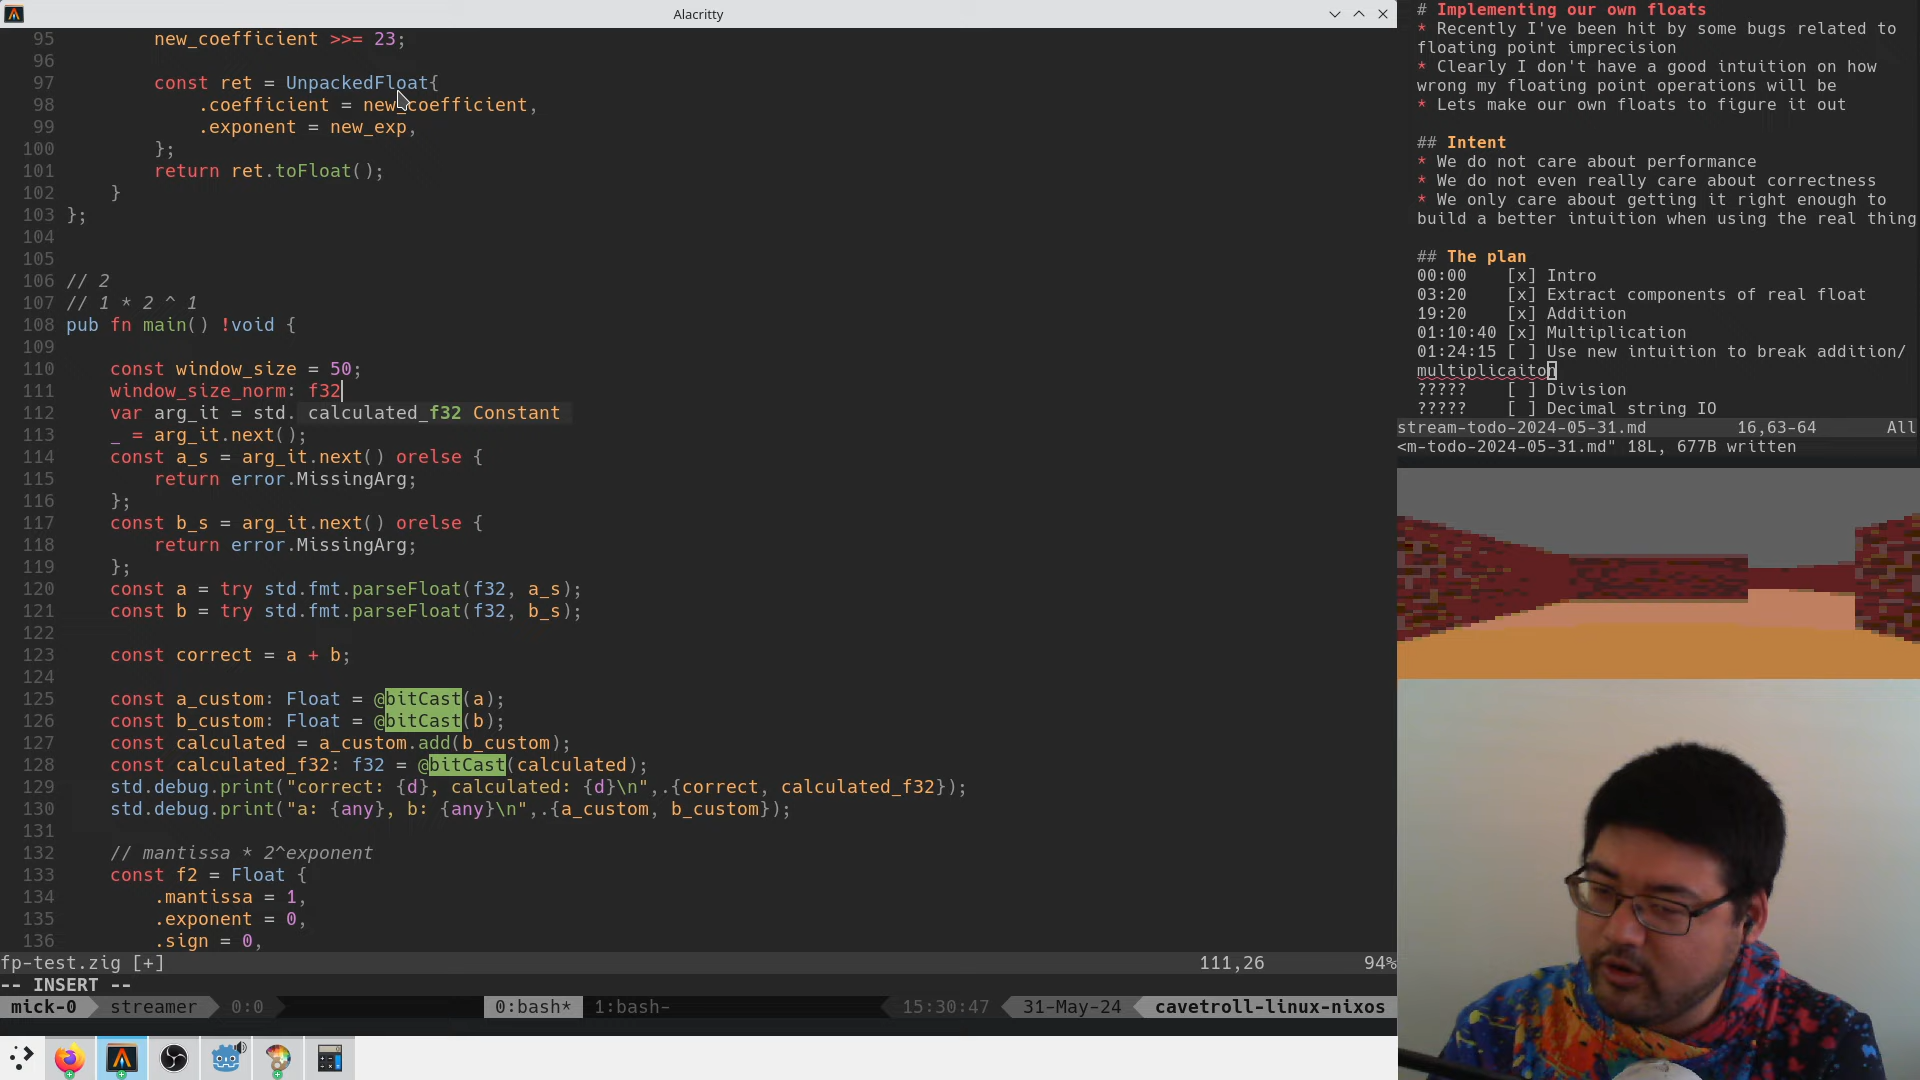 Alacritty
95 new_coefficient >>= 23;
96
97 const ret = UnpackedFloat{
98 .coefficient = new_coefficient,
99 .exponent = new_exp,
100 };
101 return ret.toFloat();
102 }
103 };
104
105
106 // 2
107 // 1 * 2 ^ 1
108 pub fn main() !void {
109
110 const window_size = 50;
111 window_size_norm: f32
112 var arg_it = std. calculated_f32 Constant
113 _ = arg_it.next();
114 const a_s = arg_it.next() orelse {
115 return error.MissingArg;
116 };
117 const b_s = arg_it.next() orelse {
118 return error.MissingArg;
119 };
120 const a = try std.fmt.parseFloat(f32, a_s);
121 const b = try std.fmt.parseFloat(f32, b_s);
122
123 const correct = a + b;
124
125 const a_custom: Float = @bitCast(a);
126 const b_custom: Float = @bitCast(b);
127 const calculated = a_custom.add(b_custom);
128 const calculated_f32: f32 = @bitCast(calculated);
129 std.debug.print("correct: {d}, calculated: {d}\n",.{correct, calculated_f32});
130 std.debug.print("a: {any}, b: {any}\n",.{a_custom, b_custom});
131
132 // mantissa * 2^exponent
133 const f2 = Float {
134 .mantissa = 1,
135 .exponent = 0,
136 .sign = 0,
fp-test.zig [+] 111,26 94%
-- INSERT --
mick-0 streamer 0:0 0:bash* 1:bash- 15:30:47 31-May-24 cavetroll-linux-nixos
# Implementing our own floats
* Recently I've been hit by some bugs related to
floating point imprecision
* Clearly I don't have a good intuition on how
wrong my floating point operations will be
* Lets make our own floats to figure it out
## Intent
* We do not care about performance
* We do not even really care about correctness
* We only care about getting it right enough to
build a better intuition when using the real thing
## The plan
00:00 [x] Intro
03:20 [x] Extract components of real float
19:20 [x] Addition
01:10:40 [x] Multiplication
01:24:15 [ ] Use new intuition to break addition/
multiplicaiton
????? [ ] Division
????? [ ] Decimal string IO
stream-todo-2024-05-31.md 16,63-64 All
<m-todo-2024-05-31.md" 18L, 677B written